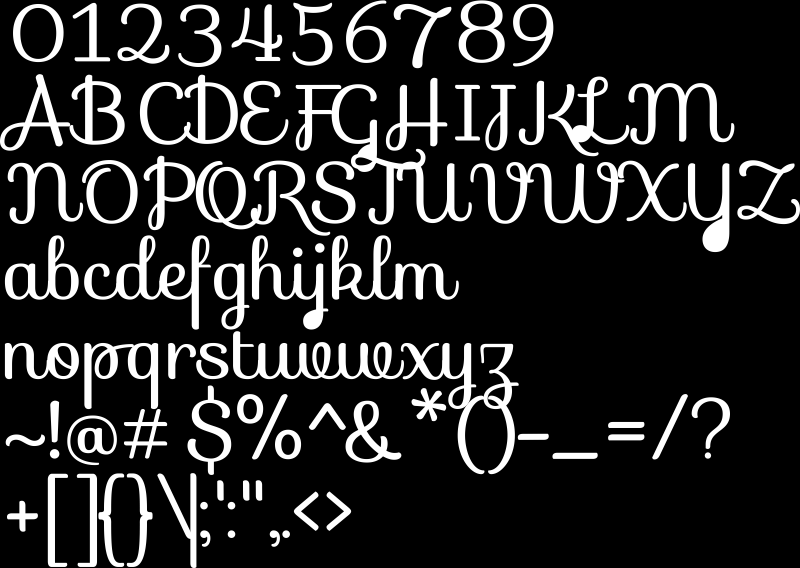 0123456789
ABCDEFGHIJKLM
NOPQRSTUVWXYZ
abcdefghijklm
nopqrstuvwxyz
~!@#$%^&*()-_=/?
+[]{}\|;':",.<>